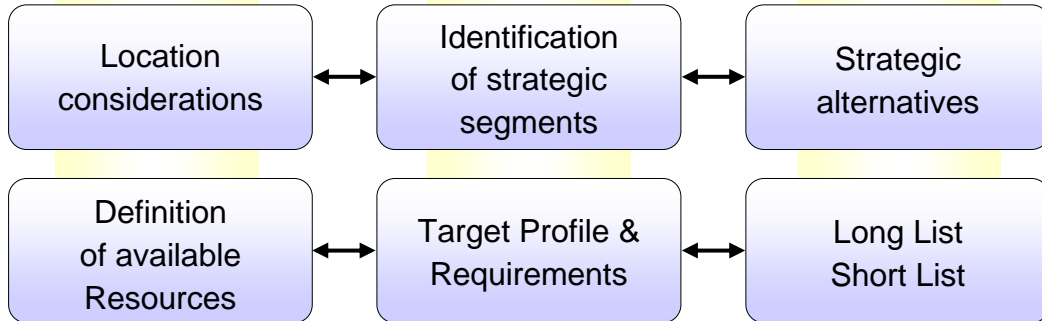 Location
considerations
Identification
of strategic
segments
Strategic
alternatives
Definition
of available
Resources
Target Profile &
Requirements
Long List
Short List